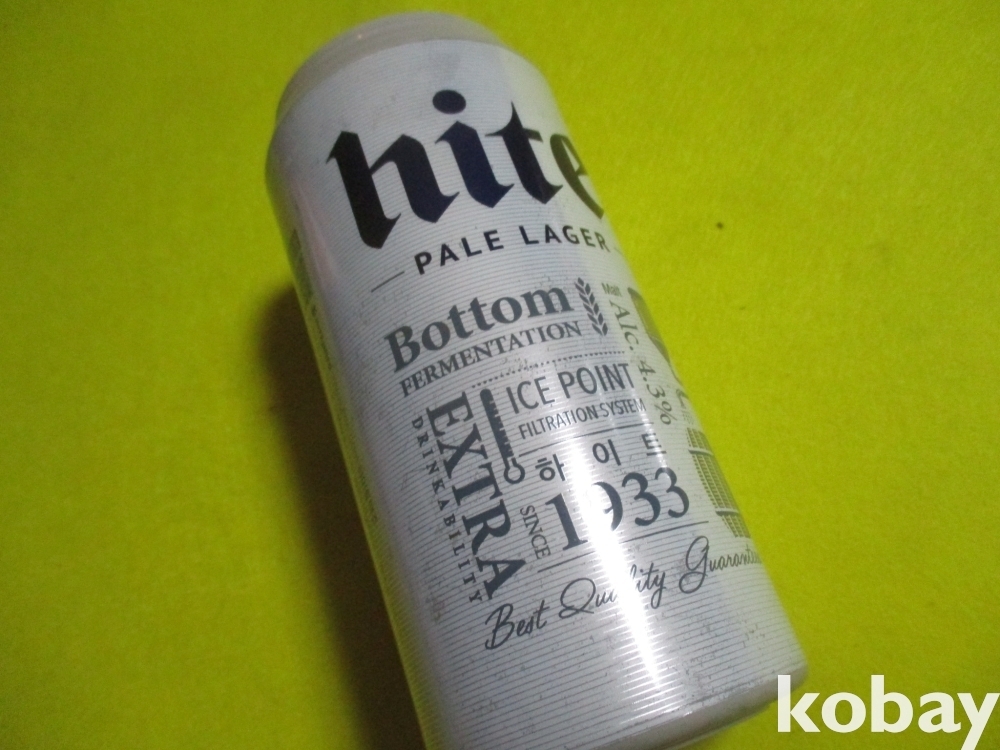 hite
PALE LAGER
Bottom
FERMENTATION
Malt
Alc. 4.3%
ICE POINT
FILTRATION SYSTEM
EXTRA
DRINKABILITY
하이트
SINCE
1933
Best Quality
kobay